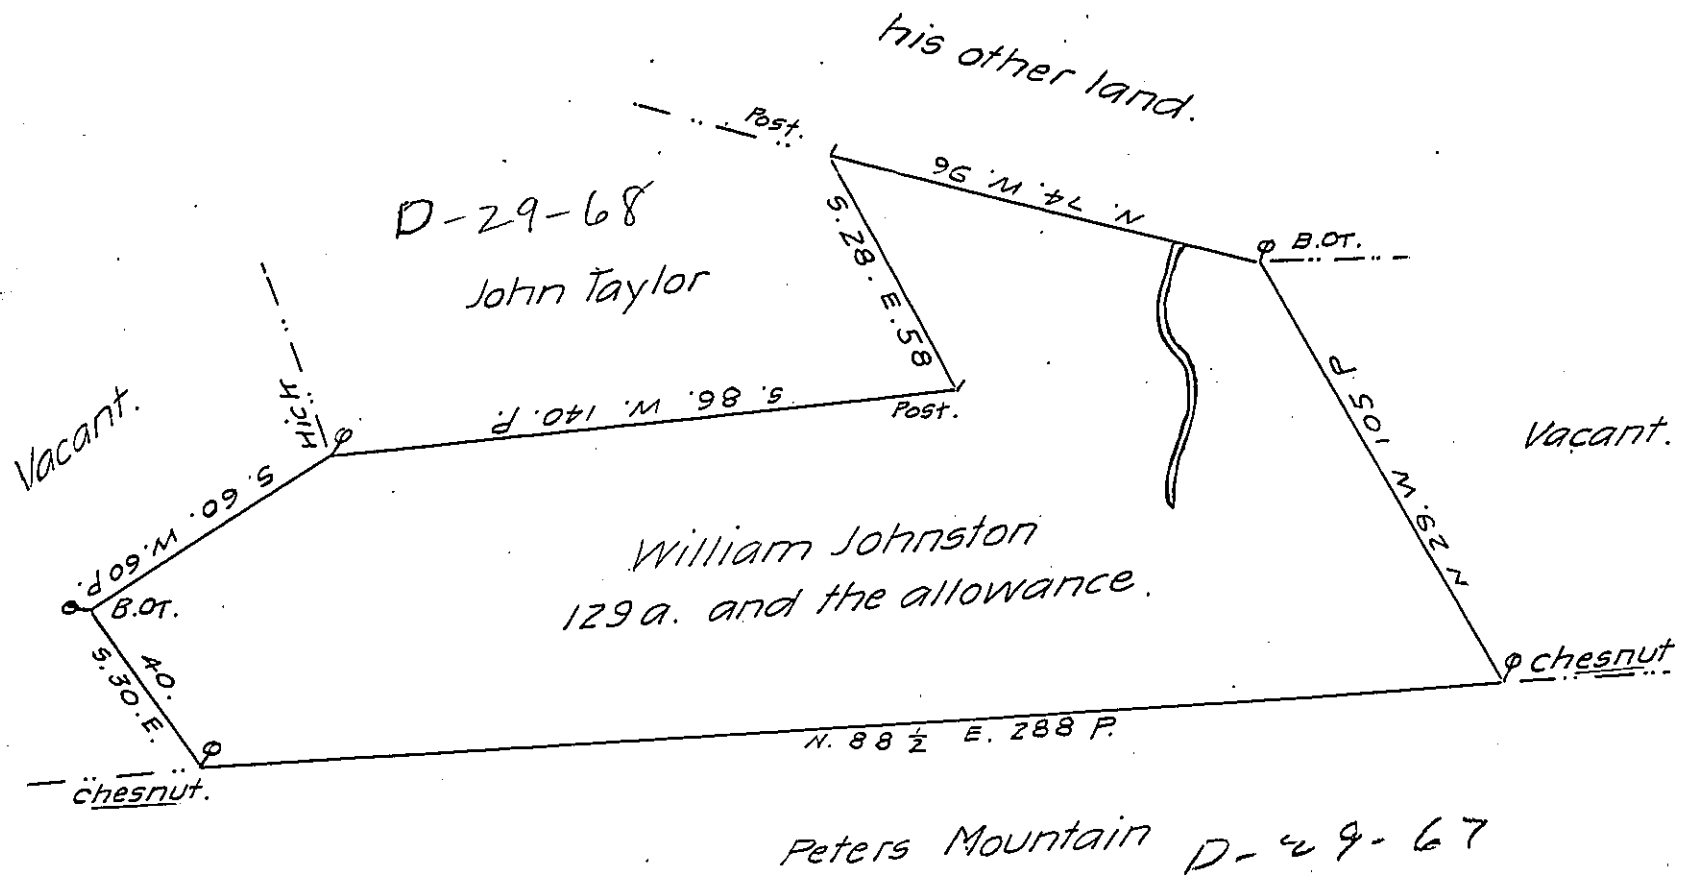 his other land.
Post.
N. 74. W. 96
B.OT.
D-29-68
John Taylor
S. 28. E. 58
Vacant.
Hick
S. 86. W. 140. P.
Post.
N 29. W 105 P
Vacant.
S. 60. W. 60 P.
B.OT.
William Johnston
129 a. and the allowance.
40.
S. 30. E.
chesnut
N. 88 ½ E. 288 P.
chesnut.
Peters Mountain D-29-67